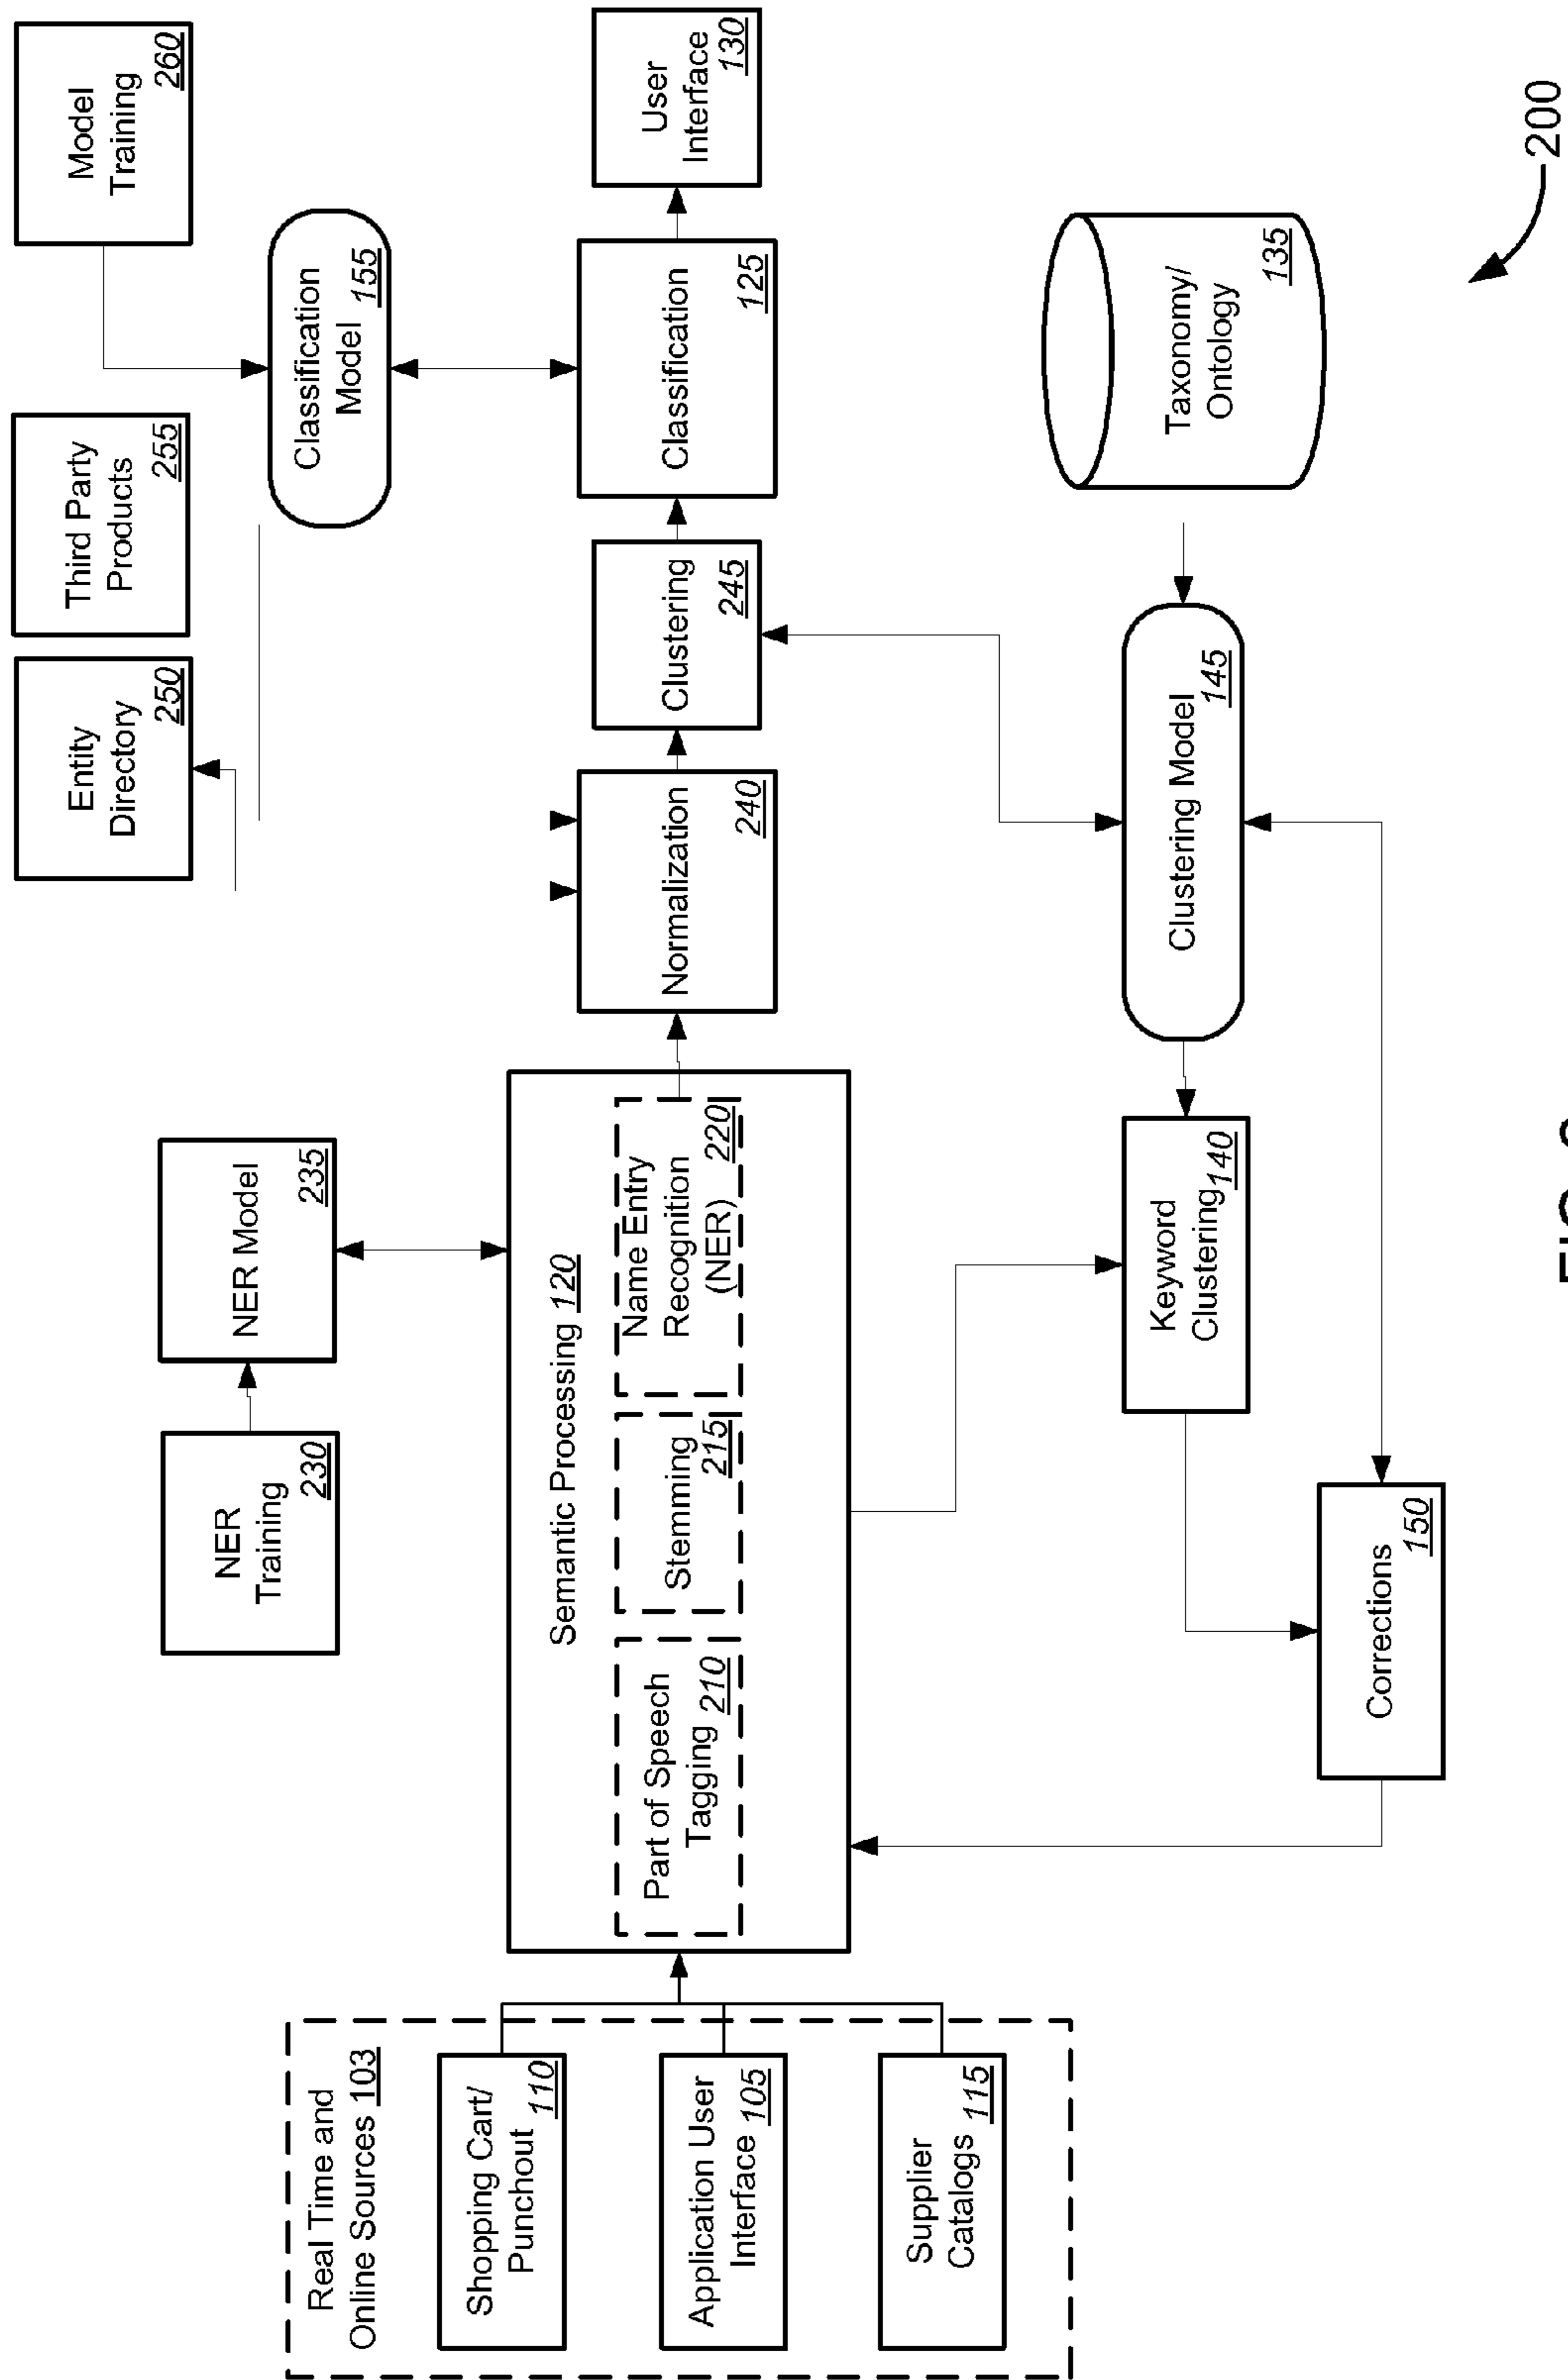 Real Time and
Online Sources 103
Shopping Cart/
Punchout 110
Application User
Interface 105
Supplier
Catalogs 115
NER
Training
230
NER Model
235
Semantic Processing 120
Part of Speech
Tagging 210
Stemming
215
Name Entry
Recognition
(NER) 220
Corrections
150
Keyword
Clustering 140
Entity
Directory
250
Third Party
Products
255
Model
Training
260
Classification
Model 155
Normalization
240
Clustering
245
Classification
125
User
Interface
130
Clustering Model
145
Taxonomy/
Ontology
135
200